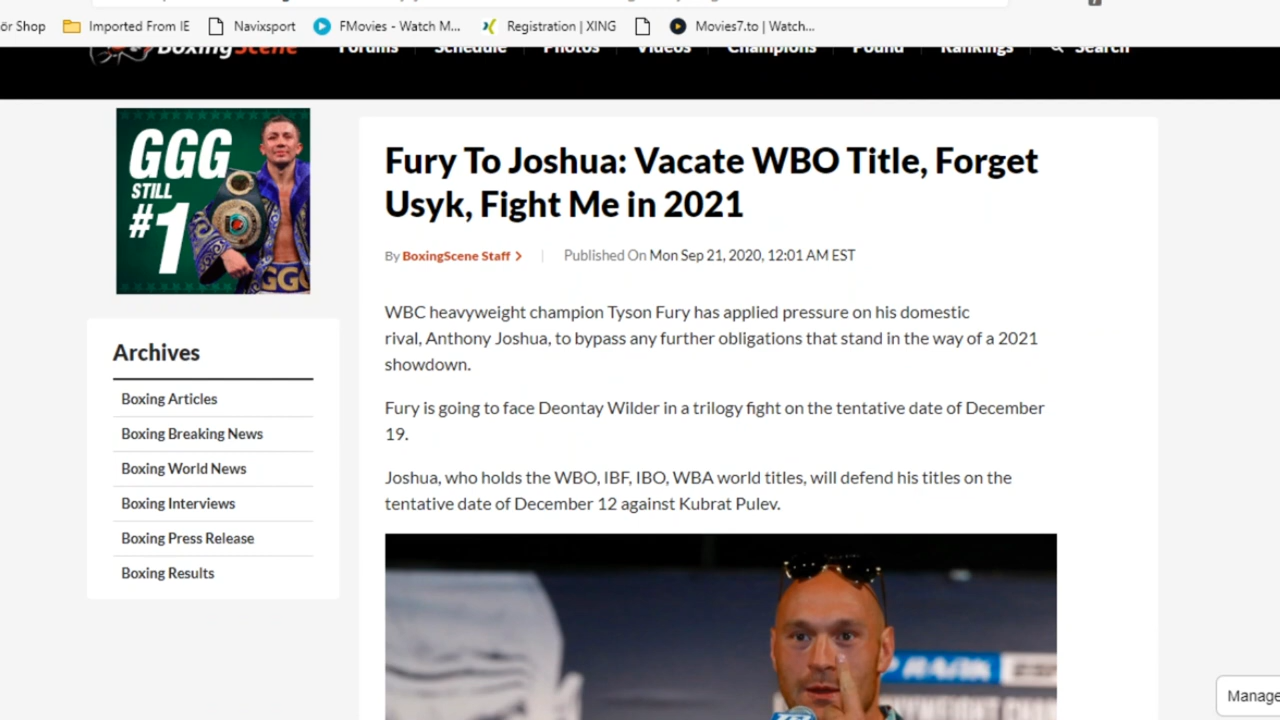 ör Shop
Imported From IE
Navixsport
FMovies - Watch M...
Registration | XING
Movies7.to | Watch...
BoxingScene
Forums
Schedule
Photos
Videos
Champions
Pound
Rankings
Search
GGG
STILL
#1
GGG
Fury To Joshua: Vacate WBO Title, Forget
Usyk, Fight Me in 2021
By BoxingScene Staff
Published On Mon Sep 21, 2020, 12:01 AM EST
WBC heavyweight champion Tyson Fury has applied pressure on his domestic
rival, Anthony Joshua, to bypass any further obligations that stand in the way of a 2021
showdown.
Fury is going to face Deontay Wilder in a trilogy fight on the tentative date of December
19.
Joshua, who holds the WBO, IBF, IBO, WBA world titles, will defend his titles on the
tentative date of December 12 against Kubrat Pulev.
Archives
Boxing Articles
Boxing Breaking News
Boxing World News
Boxing Interviews
Boxing Press Release
Boxing Results
Manage